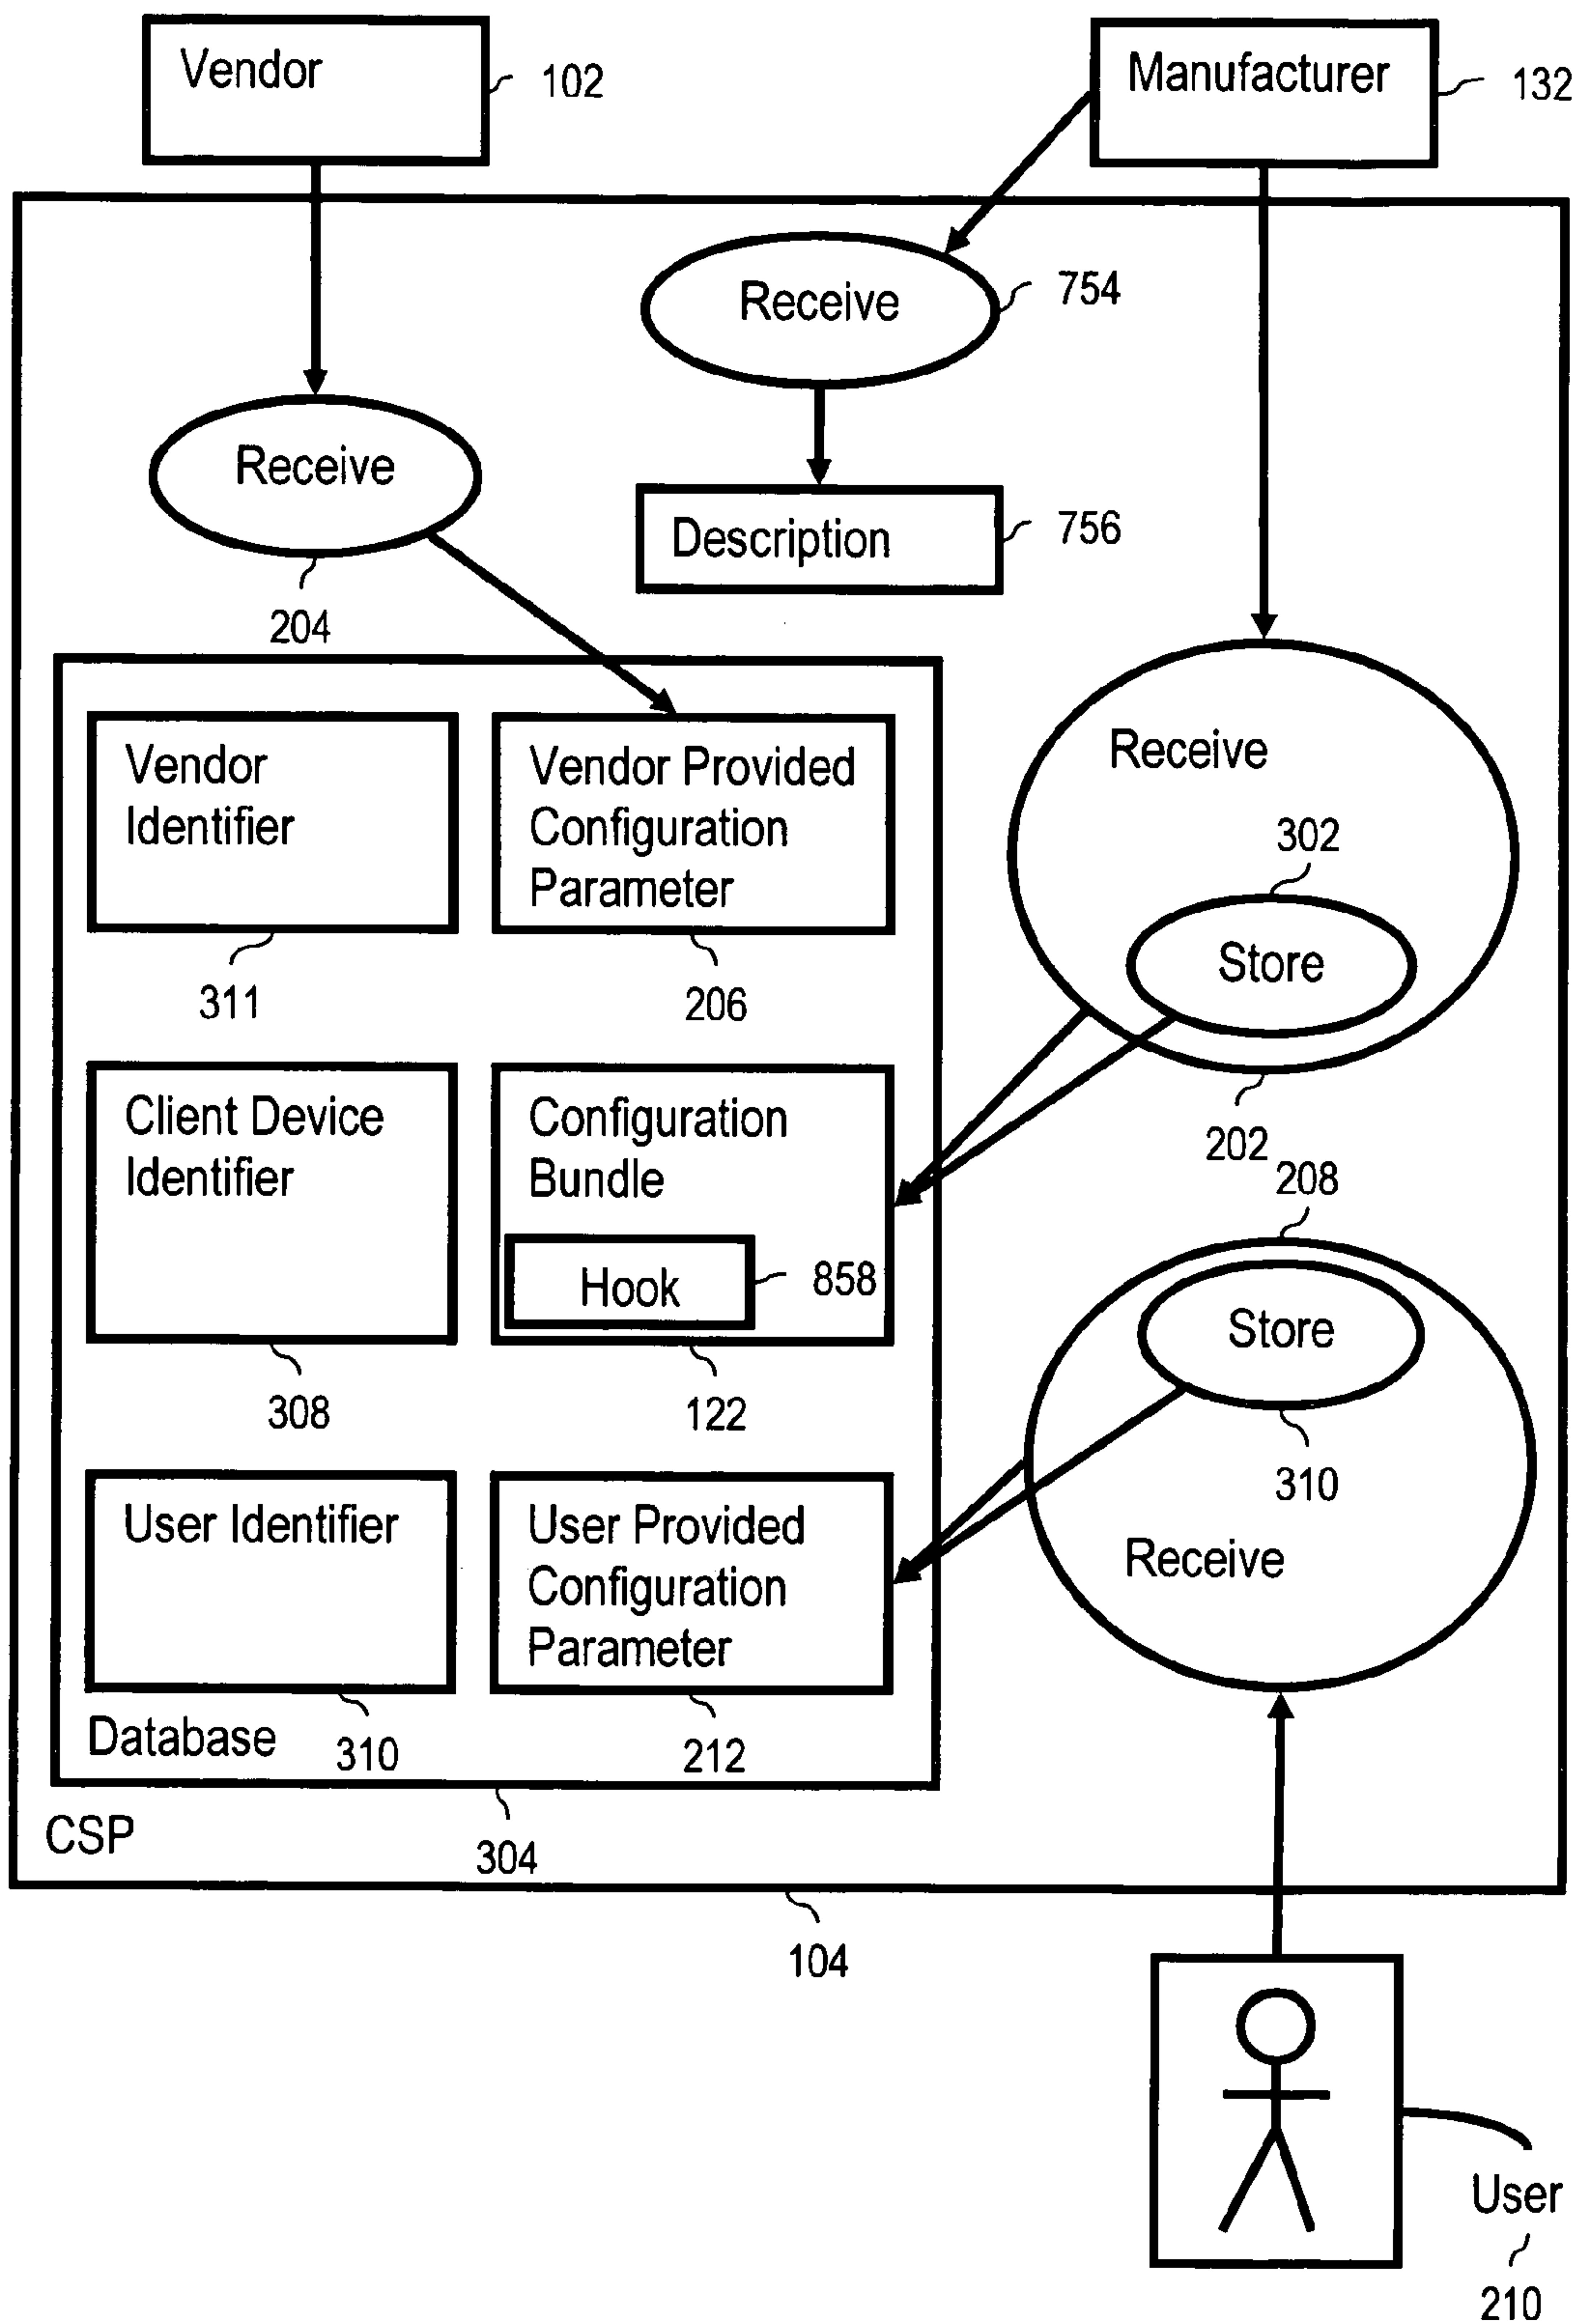 Vendor
102
Manufacturer
132
Receive
754
Receive
204
Description
756
Vendor
Identifier
311
Vendor Provided
Configuration
Parameter
206
Receive
302
Store
202
Client Device
Identifier
308
Configuration
Bundle
Hook
858
122
208
Store
310
Receive
User Identifier
310
User Provided
Configuration
Parameter
212
Database
304
CSP
104
User
210